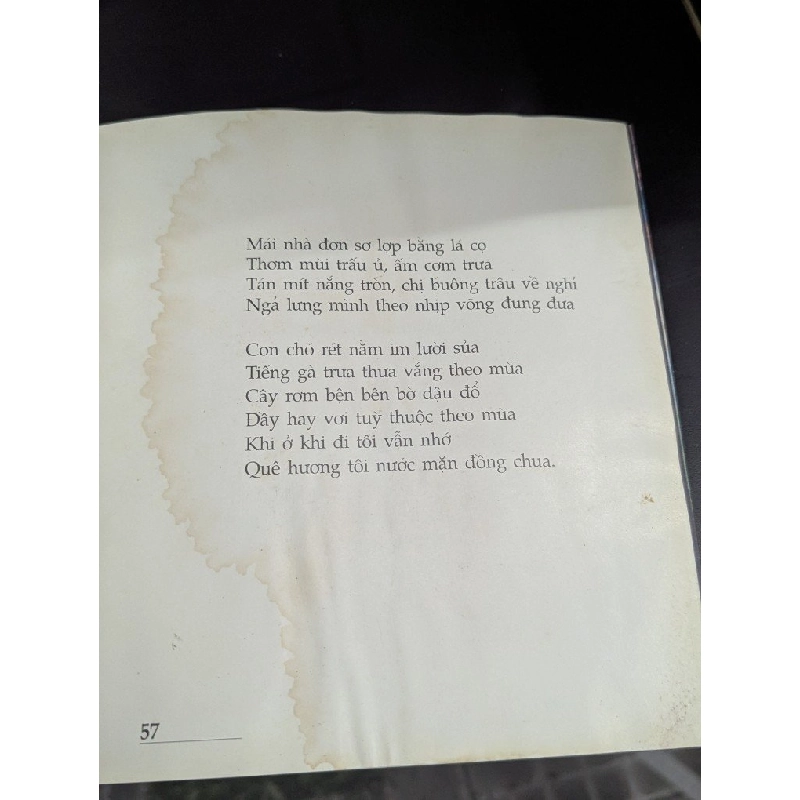 Mái nhà đơn sơ lợp bằng lá cọ
Thơm mùi trấu ủ, ấm cơm trưa
Tán mít nắng tròn, chị buông trâu về nghỉ
Ngả lưng mình theo nhịp võng đung đưa
Con chó rét nằm im lười sủa
Tiếng gà trưa thưa vắng theo mùa
Cây rơm bện bên bờ dậu đổ
Đầy hay vơi tuỳ thuộc theo mùa
Khi ở khi đi tôi vẫn nhớ
Quê hương tôi nước mặn đồng chua.
57